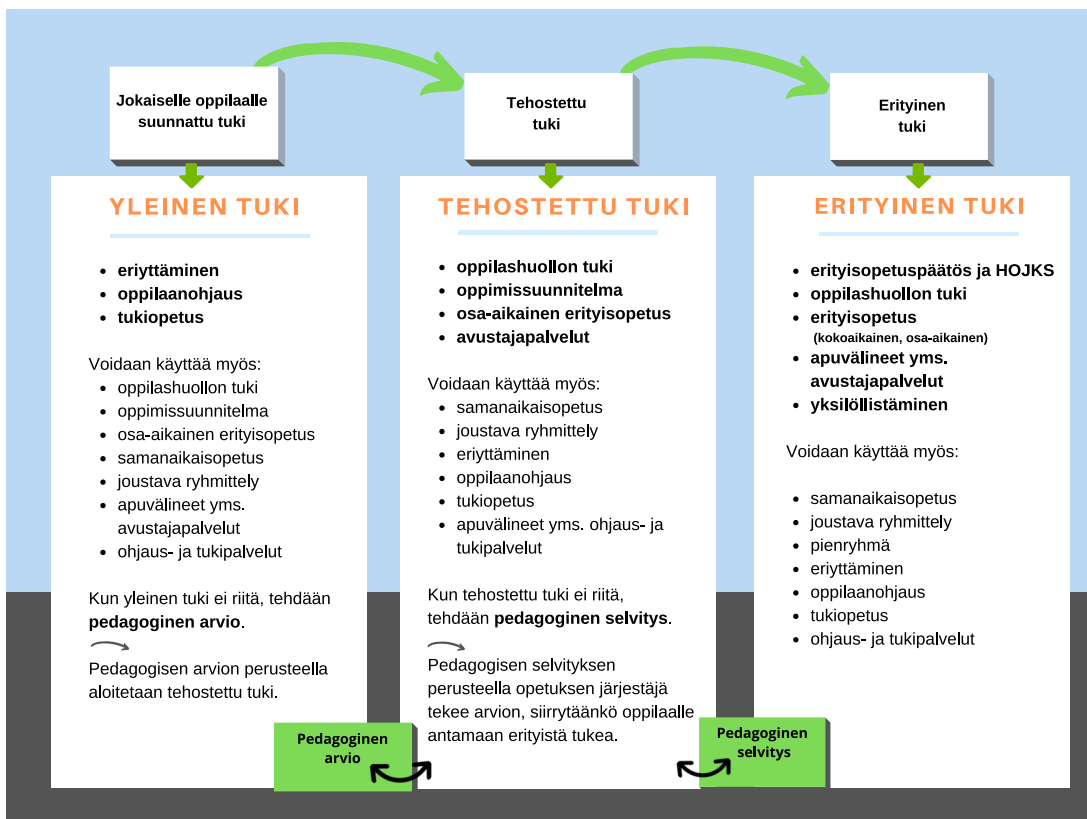 Jokaiselle oppilaalle
suunnattu tuki
Tehostettu
tuki
Erityinen
tuki
YLEINEN TUKI
• eriyttäminen
• oppilaanohjaus
• tukiopetus
Voidaan käyttää myös:
• oppilashuollon tuki
• oppimissuunnitelma
• osa-aikainen erityisopetus
• samanaikaisopetus
• joustava ryhmittely
• apuvälineet yms.
avustajapalvelut
• ohjaus- ja tukipalvelut
Kun yleinen tuki ei riitä, tehdään
pedagoginen arvio.
Pedagogisen arvion perusteella
aloitetaan tehostettu tuki.
Pedagoginen
arvio
TEHOSTETTU TUKI
• oppilashuollon tuki
• oppimissuunnitelma
• osa-aikainen erityisopetus
• avustajapalvelut
Voidaan käyttää myös:
• samanaikaisopetus
• joustava ryhmittely
• eriyttäminen
• oppilaanohjaus
• tukiopetus
• apuvälineet yms. ohjaus- ja
tukipalvelut
Kun tehostettu tuki ei riitä,
tehdään pedagoginen selvitys.
Pedagogisen selvityksen
perusteella opetuksen järjestäjä
tekee arvion, siirrytäänkö oppilaalle
antamaan erityistä tukea.
Pedagoginen
selvitys
ERITYINEN TUKI
• erityisopetuspäätös ja HOJKS
• oppilashuollon tuki
• erityisopetus
(kokoaikainen, osa-aikainen)
• apuvälineet yms.
avustajapalvelut
• yksilöllistäminen
Voidaan käyttää myös:
• samanaikaisopetus
• joustava ryhmittely
• pienryhmä
• eriyttäminen
• oppilaanohjaus
• tukiopetus
• ohjaus- ja tukipalvelut